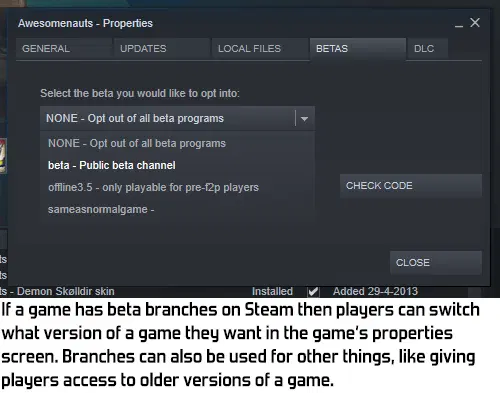 Awesomenauts - Properties
GENERAL UPDATES LOCAL FILES BETAS DLC
Select the beta you would like to opt into:
NONE - Opt out of all beta programs
NONE - Opt out of all beta programs
beta - Public beta channel
offline3.5 - only playable for pre-f2p players
CHECK CODE
sameasnormalgame -
CLOSE
ts
ts
ts - Demon Skølldir skin Installed Added 29-4-2013
If a game has beta branches on Steam then players can switch
what version of a game they want in the game's properties
screen. Branches can also be used for other things, like giving
players access to older versions of a game.